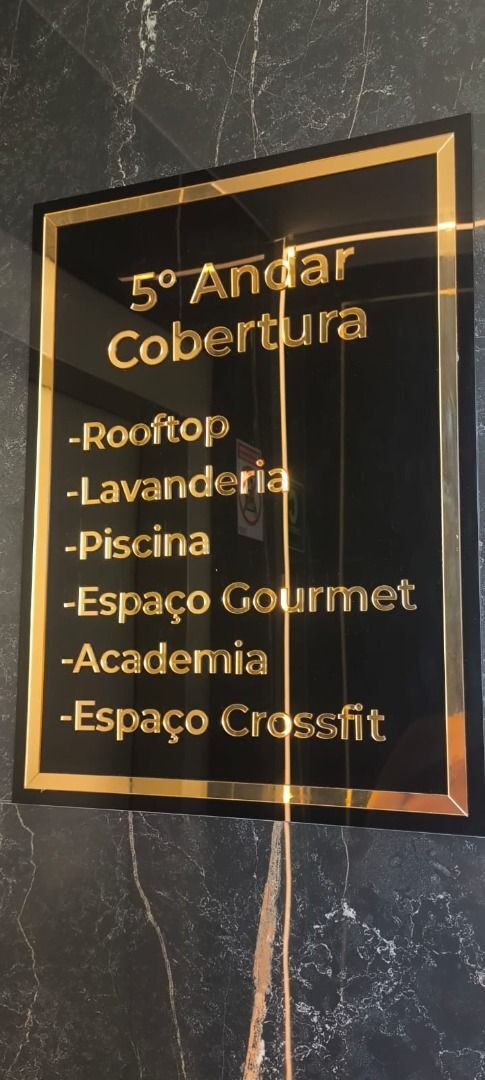 5º Andar
Cobertura
-Rooftop
-Lavanderia
-Piscina
-Espaço Gourmet
-Academia
-Espaço Crossfit